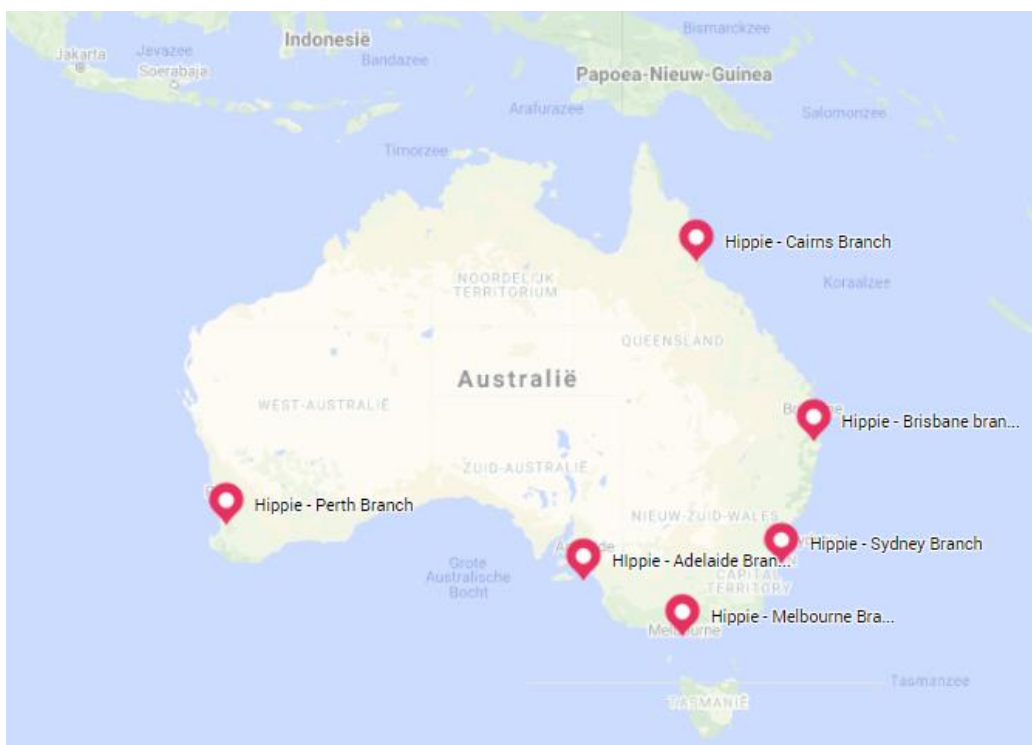 Bismarckzee
Indonesië
Jakarta
Javazee
Bandazee
Soerabaja
Papoea-Nieuw-Guinea
Arafurazee
Salomonzee
Timorzee
Hippie - Cairns Branch
NOORDELIJK
TERRITORIUM
Koraalzee
QUEENSLAND
Australië
WEST-AUSTRALIË
Hippie - Brisbane bran...
ZUID-AUSTRALIË
Hippie - Perth Branch
NIEUW-ZUID-WALES
Hippie - Sydney Branch
HIppie - Adelaide Bran...
Grote
Australische
Bocht
CAPITAL
TERRITORY
Hippie - Melbourne Bra...
Melbourne
Tasmanzee
TASMANIË